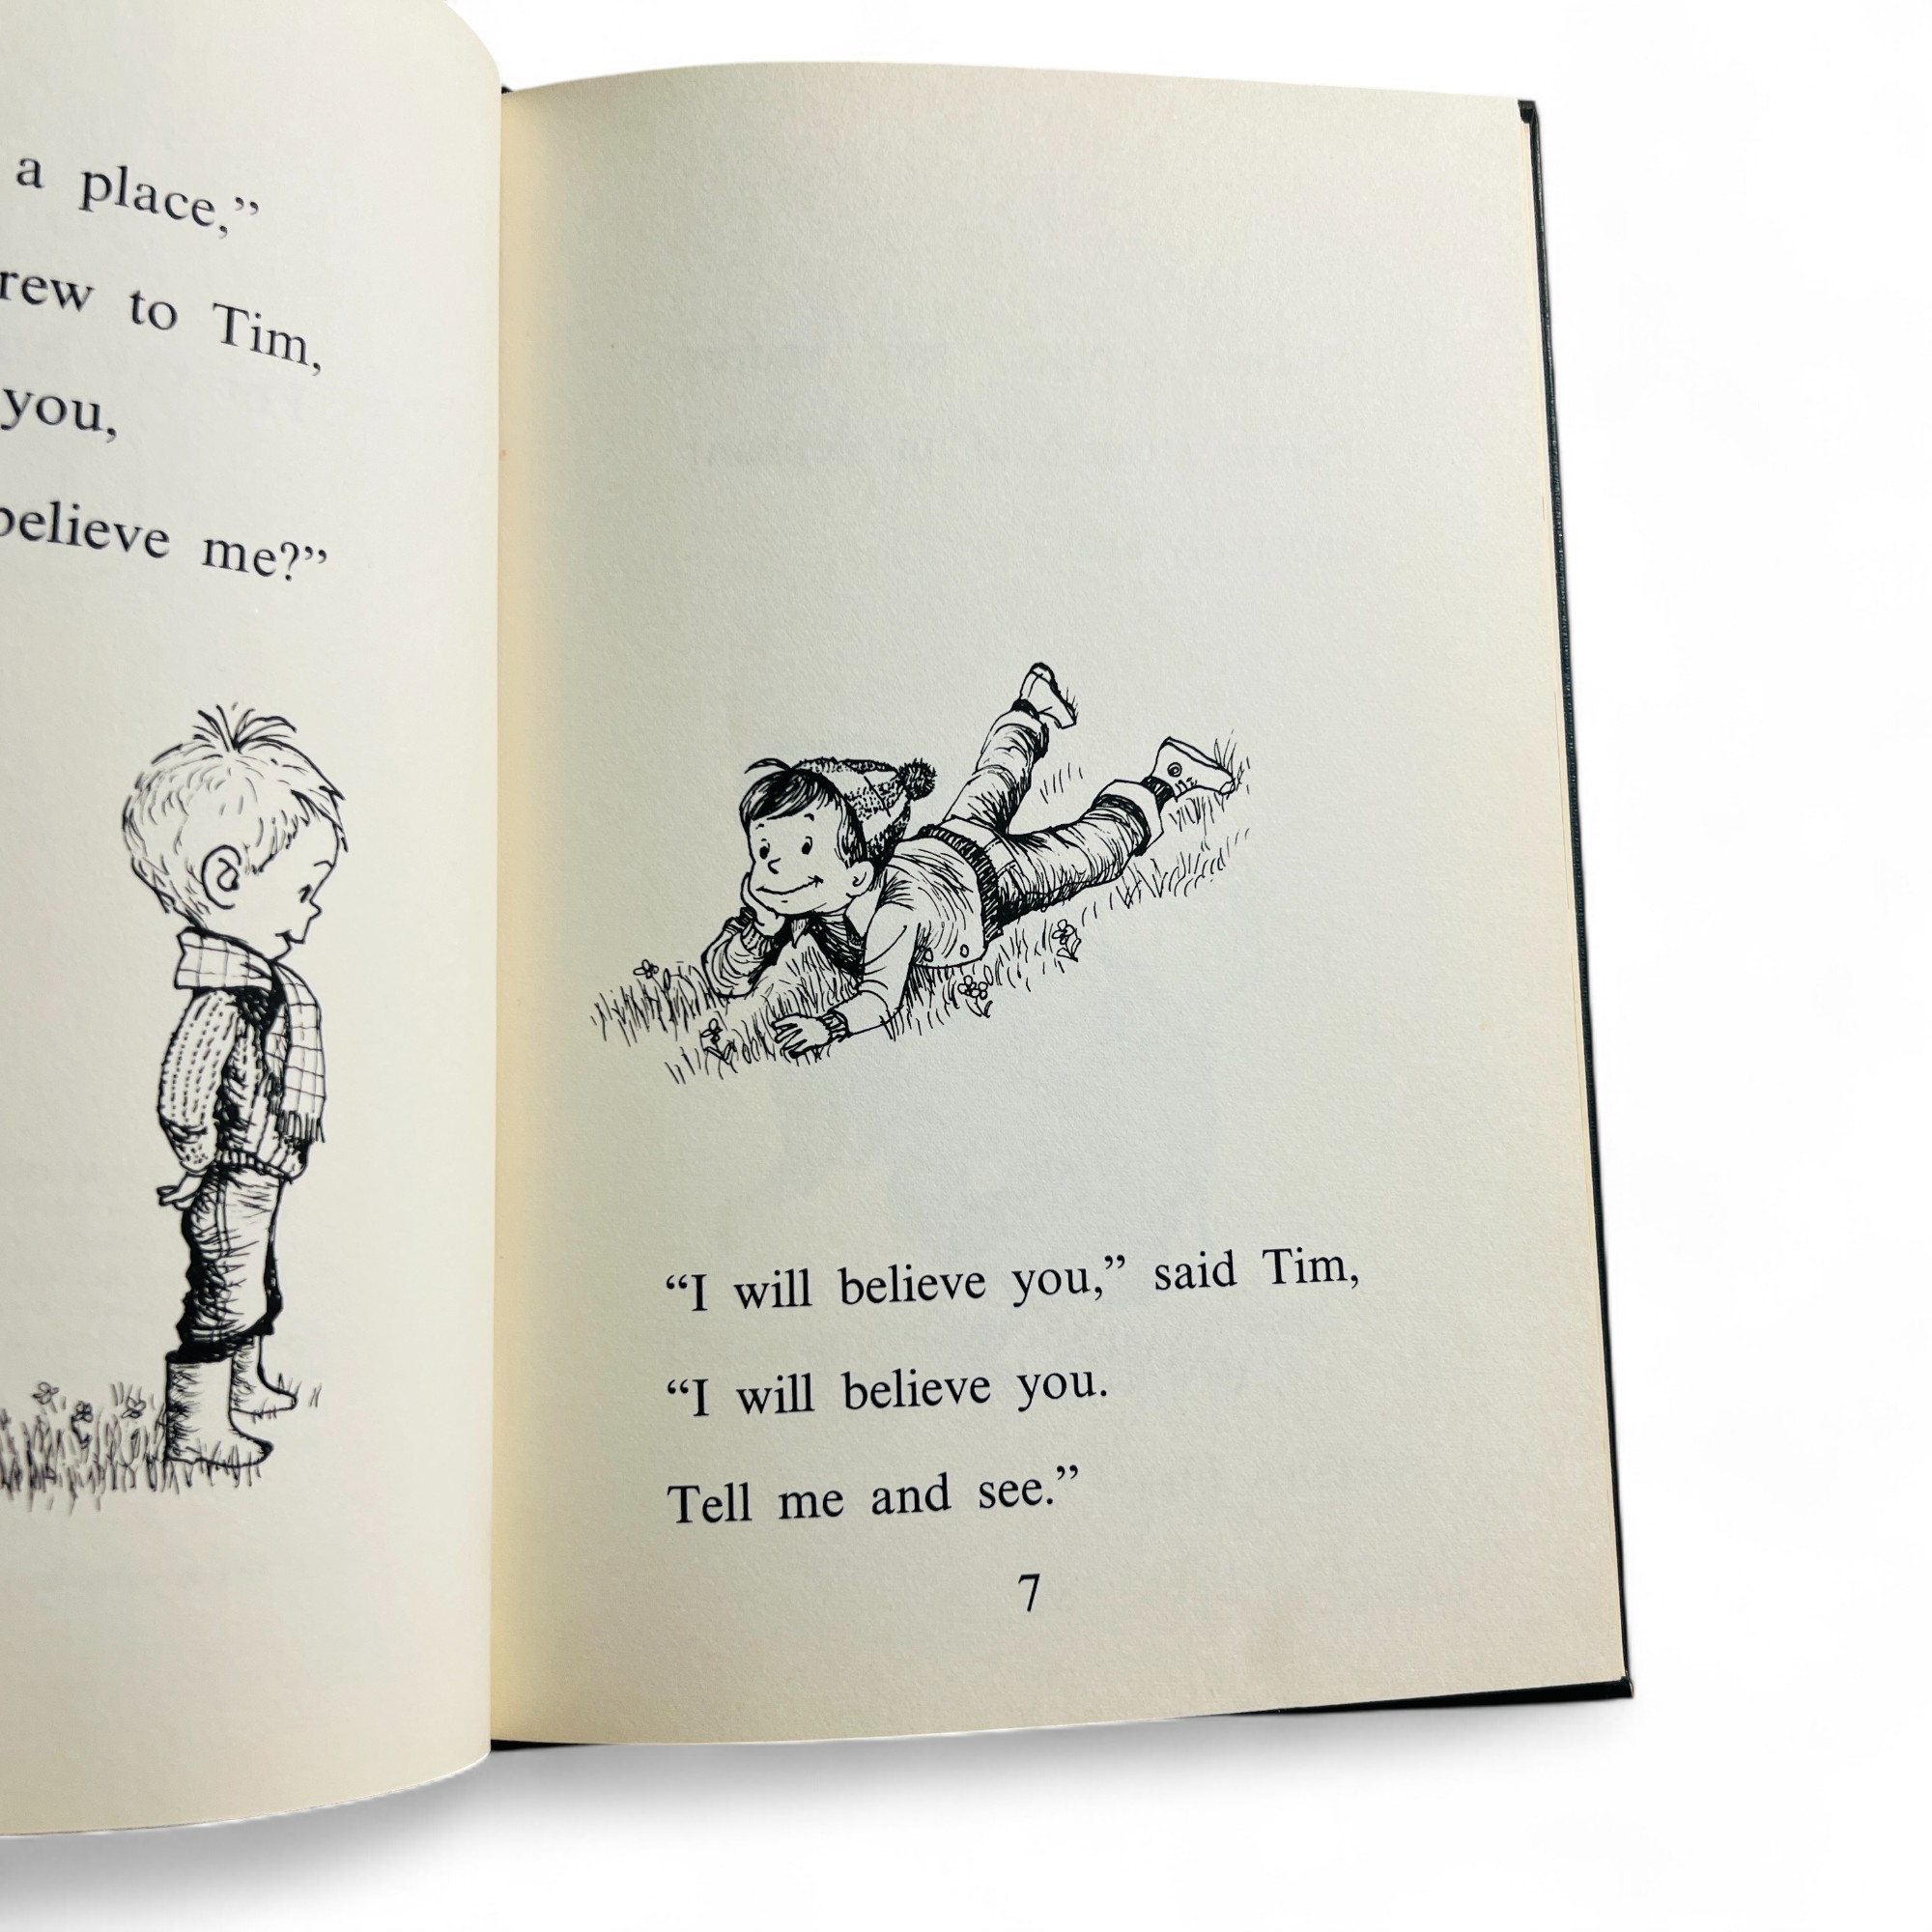 a place,”
rew to Tim,
you,
believe me?”
“I will believe you,” said Tim,
“I will believe you.
Tell me and see.”
7